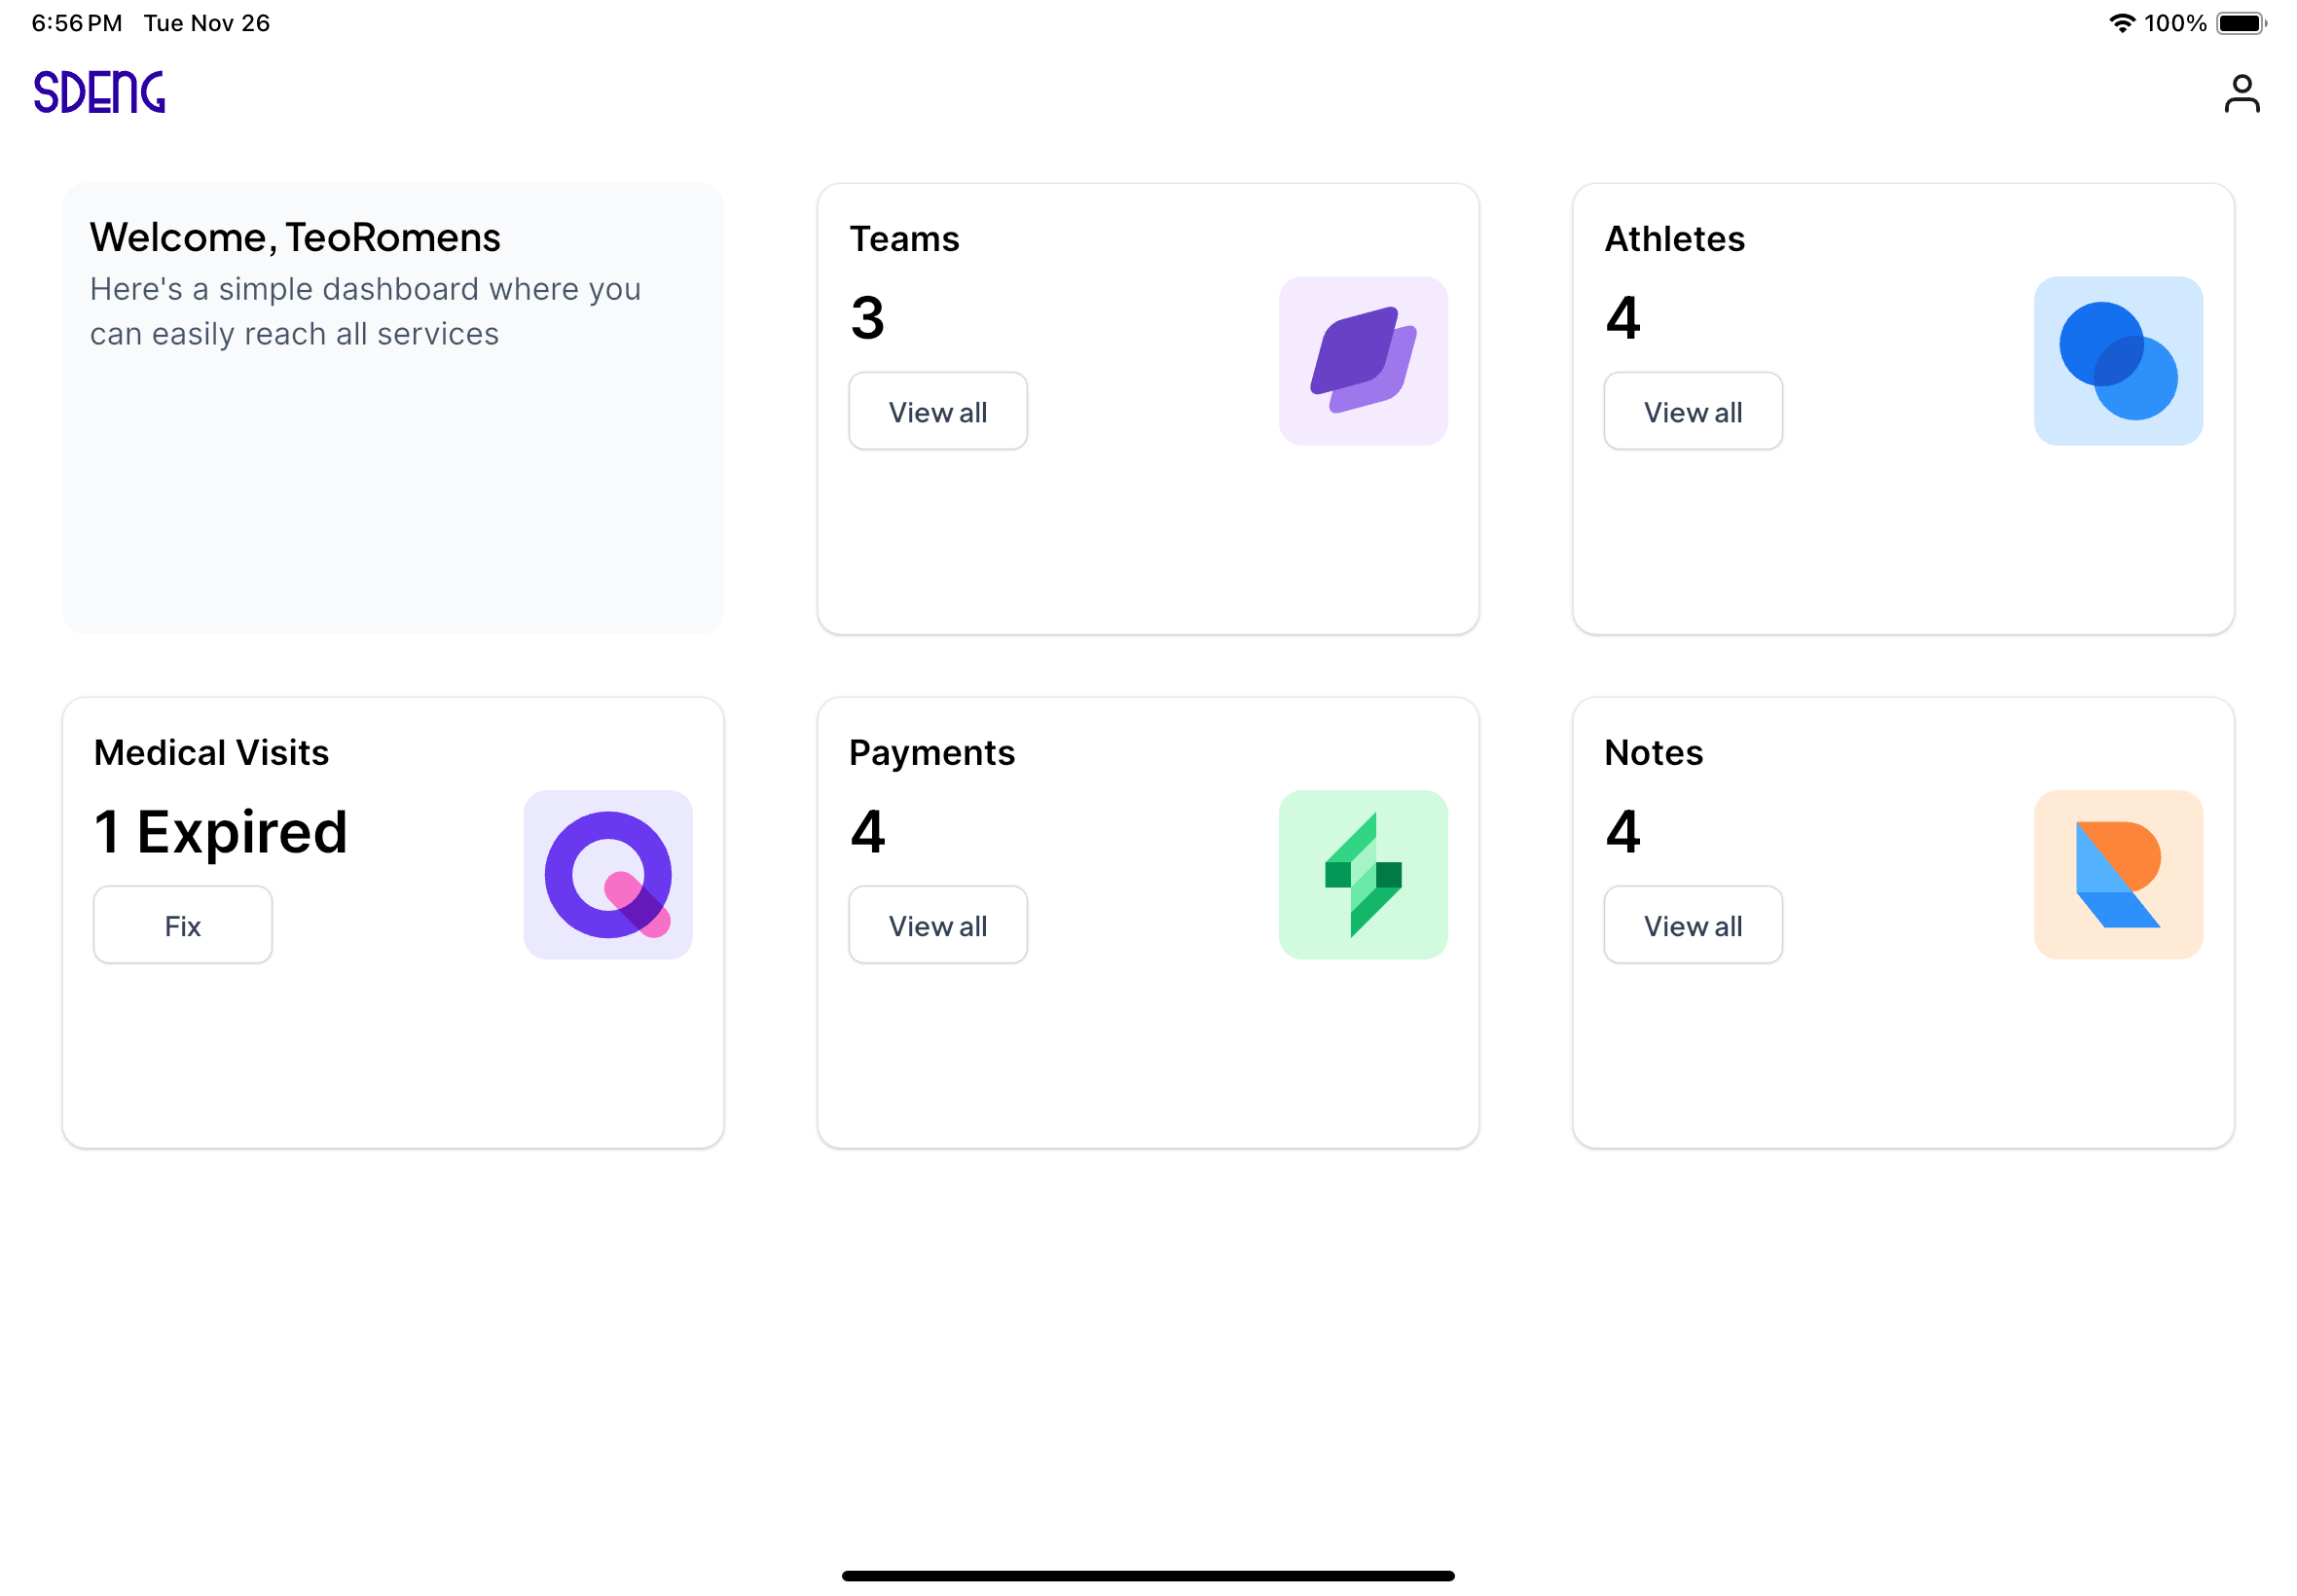 6:56 PM Tue Nov 26
100%
SDENG
Welcome, TeoRomens
Here's a simple dashboard where you
can easily reach all services
Teams
3
View all
Athletes
4
View all
Medical Visits
1 Expired
Fix
Payments
4
View all
Notes
4
View all